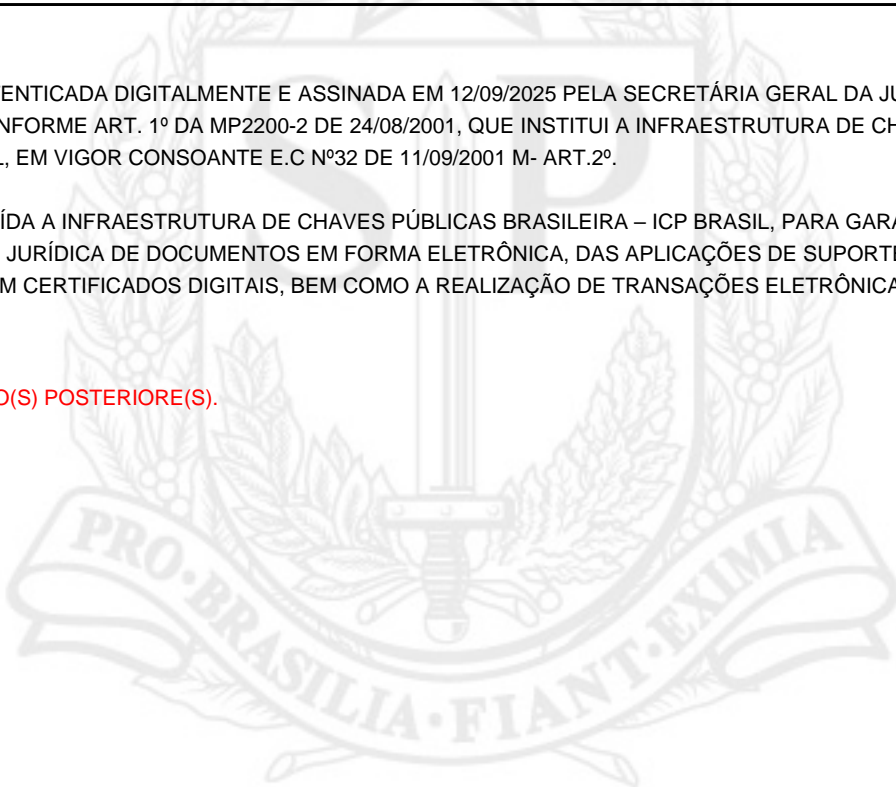 ENTICADA DIGITALMENTE E ASSINADA EM 12/09/2025 PELA SECRETÁRIA GERAL DA JU
NFORME ART. 1º DA MP2200-2 DE 24/08/2001, QUE INSTITUI A INFRAESTRUTURA DE CH
L, EM VIGOR CONSOANTE E.C Nº32 DE 11/09/2001 M- ART.2º.
ÍDA A INFRAESTRUTURA DE CHAVES PÚBLICAS BRASILEIRA – ICP BRASIL, PARA GARA
JURÍDICA DE DOCUMENTOS EM FORMA ELETRÔNICA, DAS APLICAÇÕES DE SUPORTE
M CERTIFICADOS DIGITAIS, BEM COMO A REALIZAÇÃO DE TRANSAÇÕES ELETRÔNICA
O(S) POSTERIORE(S).
SP
PRO·BRASILIA·FIANT·EXIMIA